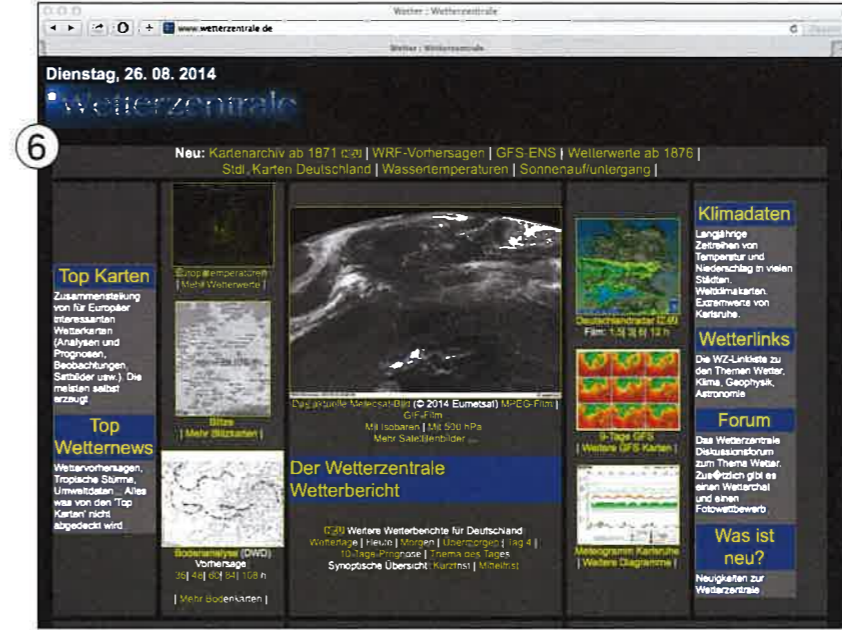 Wetter : Wetterzentrale
www.wetterzentrale.de
Wetter : Wetterzentrale
Dienstag, 26. 08. 2014
Wetterzentrale
6
Neu: Kartenarchiv ab 1871 | WRF-Vorhersagen | GFS-ENS | Wetterwerte ab 1876 |
Stdl. Karten Deutschland | Wassertemperaturen | Sonnenauf/untergang |
Top Karten
Zusammenstellung
von für Europäer
interessanten
Wetterkarten
(Analysen und
Prognosen,
Beobachtungen,
Satbilder usw.). Die
meisten selbst
erzeugt
Top
Wetternews
Wettervorhersagen,
Tropische Stürme,
Umweltdaten... Alles
was von den 'Top
Karten' nicht
abgedeckt wird
Europatemperaturen
| Mehr Wetterwerte |
Blitze
| Mehr Blitzkarten |
Bodenanalyse (DWD)
Vorhersage
36| 48| 60| 84| 108 h
| Mehr Bodenkarten |
Das aktuelle Meteosat-Bild (© 2014 Eumetsat) MPEG-Film |
GIF-Film
Mit Isobaren | Mit 500 hPa
Mehr Satellitenbilder ...
Der Wetterzentrale
Wetterbericht
Weitere Wetterberichte für Deutschland
Wetterlage | Heute | Morgen | Übermorgen | Tag 4 |
10-Tage-Prognose | Thema des Tages
Synoptische Übersicht: Kurzfrist | Mittelfrist
Deutschlandradar
Film: 1,5| 3| 6| 12 h
9-Tage GFS
| Weitere GFS-Karten |
Meteogramm Karlsruhe
| Weitere Diagramme |
Klimadaten
Langjährige
Zeitreihen von
Temperatur und
Niederschlag in vielen
Städten.
Weltklimakarten.
Extremwerte von
Karlsruhe.
Wetterlinks
Die WZ-Linkliste zu
den Themen Wetter,
Klima, Geophysik,
Astronomie
Forum
Das Wetterzentrale
Diskussionsforum
zum Thema Wetter.
Zus�tzlich gibt es
einen Wetterchat
und einen
Fotowettbewerb
Was ist
neu?
Neuigkeiten zur
Wetterzentrale